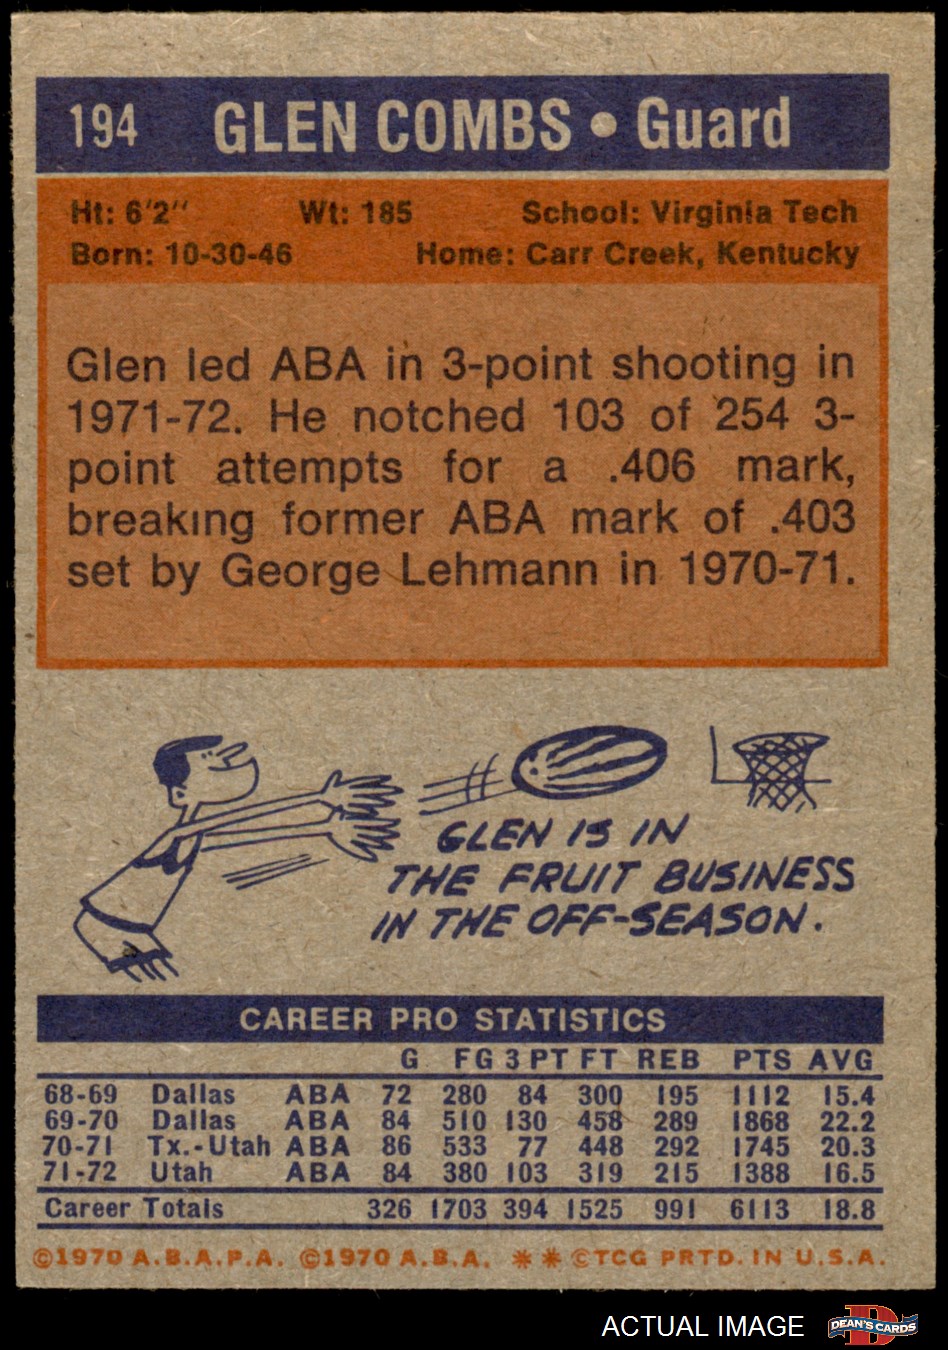 194 GLEN COMBS • Guard
Ht: 6'2" Wt: 185 School: Virginia Tech
Born: 10-30-46 Home: Carr Creek, Kentucky
Glen led ABA in 3-point shooting in
1971-72. He notched 103 of 254 3-
point attempts for a .406 mark,
breaking former ABA mark of .403
set by George Lehmann in 1970-71.
GLEN IS IN
THE FRUIT BUSINESS
IN THE OFF-SEASON.
CAREER PRO STATISTICS
G FG 3 PT FT REB PTS AVG
68-69 Dallas ABA 72 280 84 300 195 1112 15.4
69-70 Dallas ABA 84 510 130 458 289 1868 22.2
70-71 Tx.-Utah ABA 86 533 77 448 292 1745 20.3
71-72 Utah ABA 84 380 103 319 215 1388 16.5
Career Totals 326 1703 394 1525 991 6113 18.8
©1970 A.B.A.P.A. ©1970 A.B.A. ** ©TCG PRTD. IN U.S.A.
ACTUAL IMAGE DEAN'S CARDS